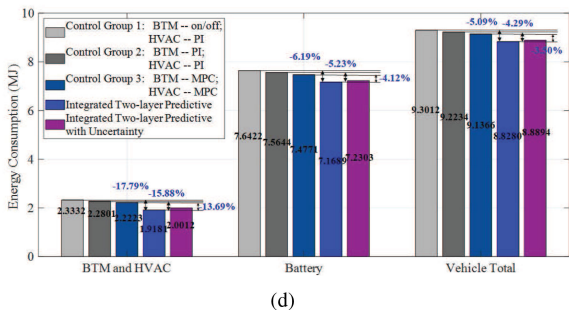 10
8
6
4
2
0
Energy Consumption (MJ)
Control Group 1: BTM -- on/off;
HVAC -- PI
Control Group 2: BTM -- PI;
HVAC -- PI
Control Group 3: BTM -- MPC;
HVAC -- MPC
Integrated Two-layer Predictive
Integrated Two-layer Predictive
with Uncertainty
-17.79%
-15.88%
-13.69%
2.3332
2.2801
2.2223
1.9181
2.0012
-6.19%
-5.23%
-4.12%
7.6422
7.5644
7.4771
7.1689
7.2303
-5.09%
-4.29%
9.3012
9.2234
9.1365
8.8280
8.8894
BTM and HVAC
Battery
Vehicle Total
(d)